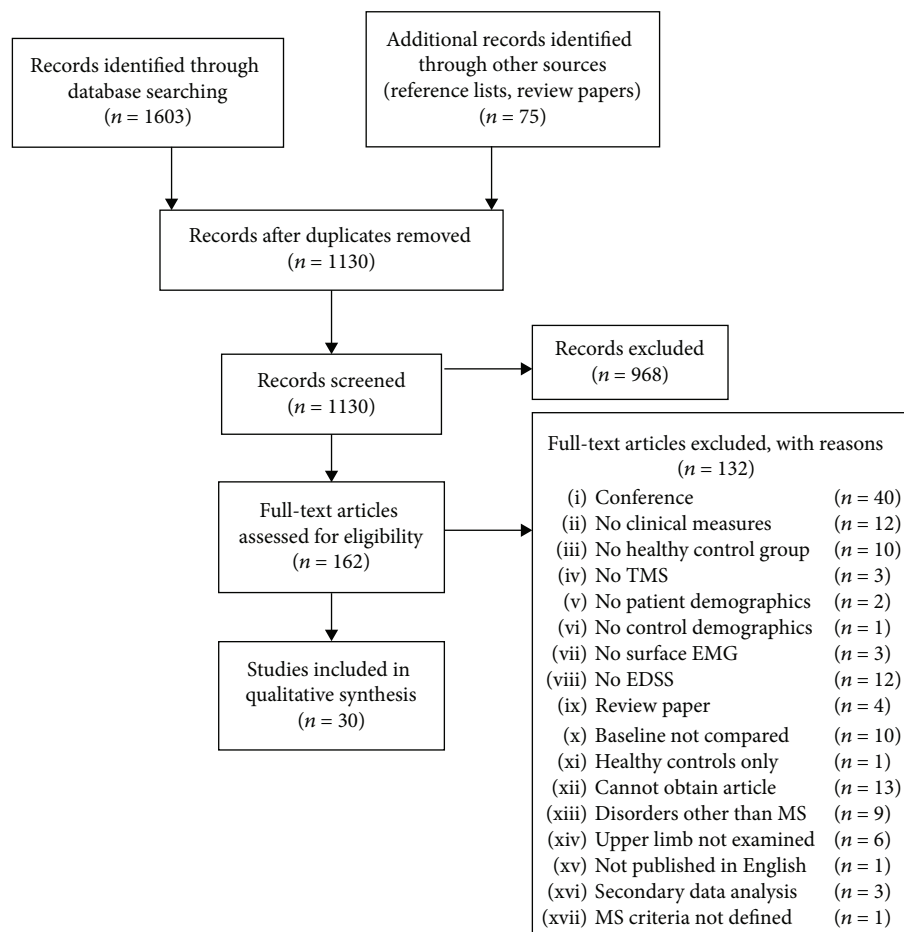 Records identified through
database searching
(n = 1603)
Additional records identified
through other sources
(reference lists, review papers)
(n = 75)
Records after duplicates removed
(n = 1130)
Records screened
(n = 1130)
Records excluded
(n = 968)
Full-text articles
assessed for eligibility
(n = 162)
Full-text articles excluded, with reasons
(n = 132)
(i) Conference (n = 40)
(ii) No clinical measures (n = 12)
(iii) No healthy control group (n = 10)
(iv) No TMS (n = 3)
(v) No patient demographics (n = 2)
(vi) No control demographics (n = 1)
(vii) No surface EMG (n = 3)
(viii) No EDSS (n = 12)
(ix) Review paper (n = 4)
(x) Baseline not compared (n = 10)
(xi) Healthy controls only (n = 1)
(xii) Cannot obtain article (n = 13)
(xiii) Disorders other than MS (n = 9)
(xiv) Upper limb not examined (n = 6)
(xv) Not published in English (n = 1)
(xvi) Secondary data analysis (n = 3)
(xvii) MS criteria not defined (n = 1)
Studies included in
qualitative synthesis
(n = 30)